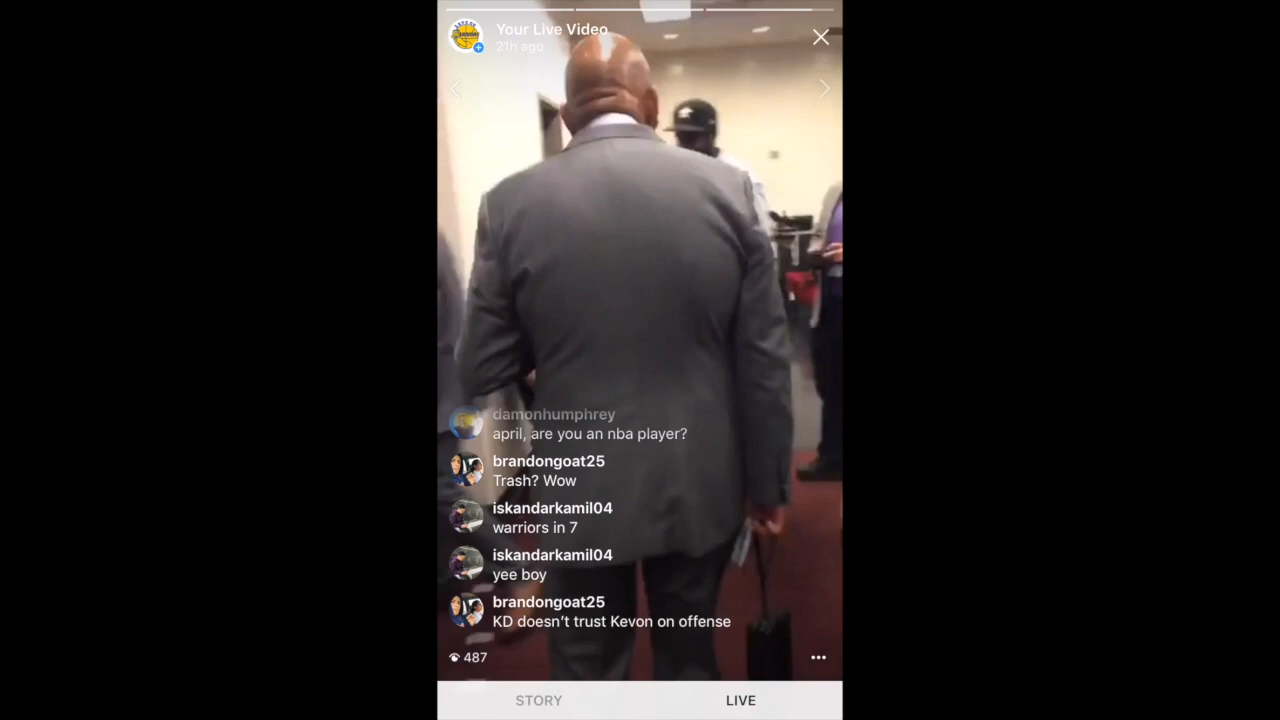 Your Live Video
21h ago
damonhumphrey
april, are you an nba player?
brandongoat25
Trash? Wow
iskandarkamil04
warriors in 7
iskandarkamil04
yee boy
brandongoat25
KD doesn’t trust Kevon on offense
487
STORY
LIVE